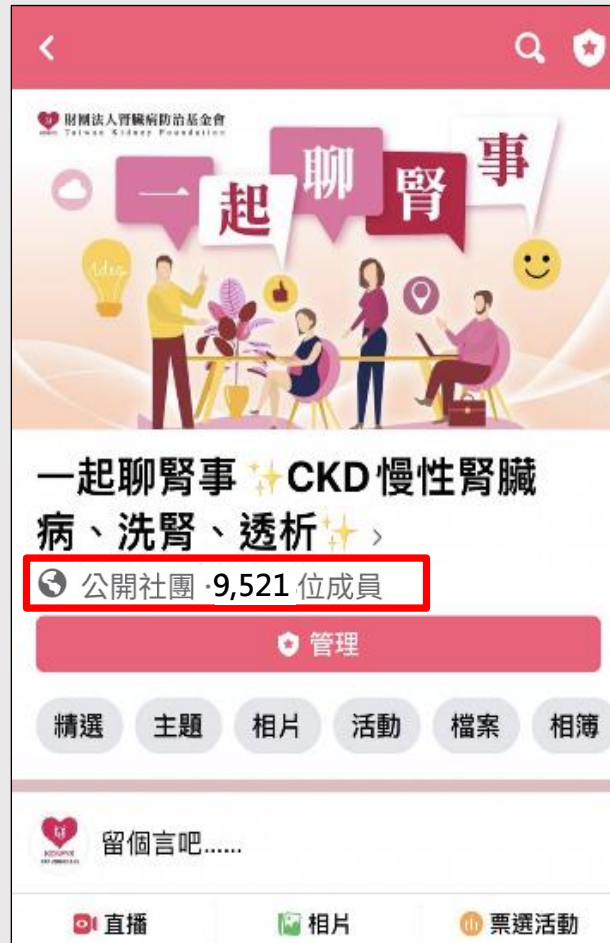 財團法人腎臟病防治基金會
Taiwan Kidney Foundation
一起聊腎事
Idea
一起聊腎事✨CKD慢性腎臟
病、洗腎、透析✨ >
公開社團 · 9,521 位成員
管理
精選 主題 相片 活動 檔案 相簿
留個言吧......
直播 相片 票選活動